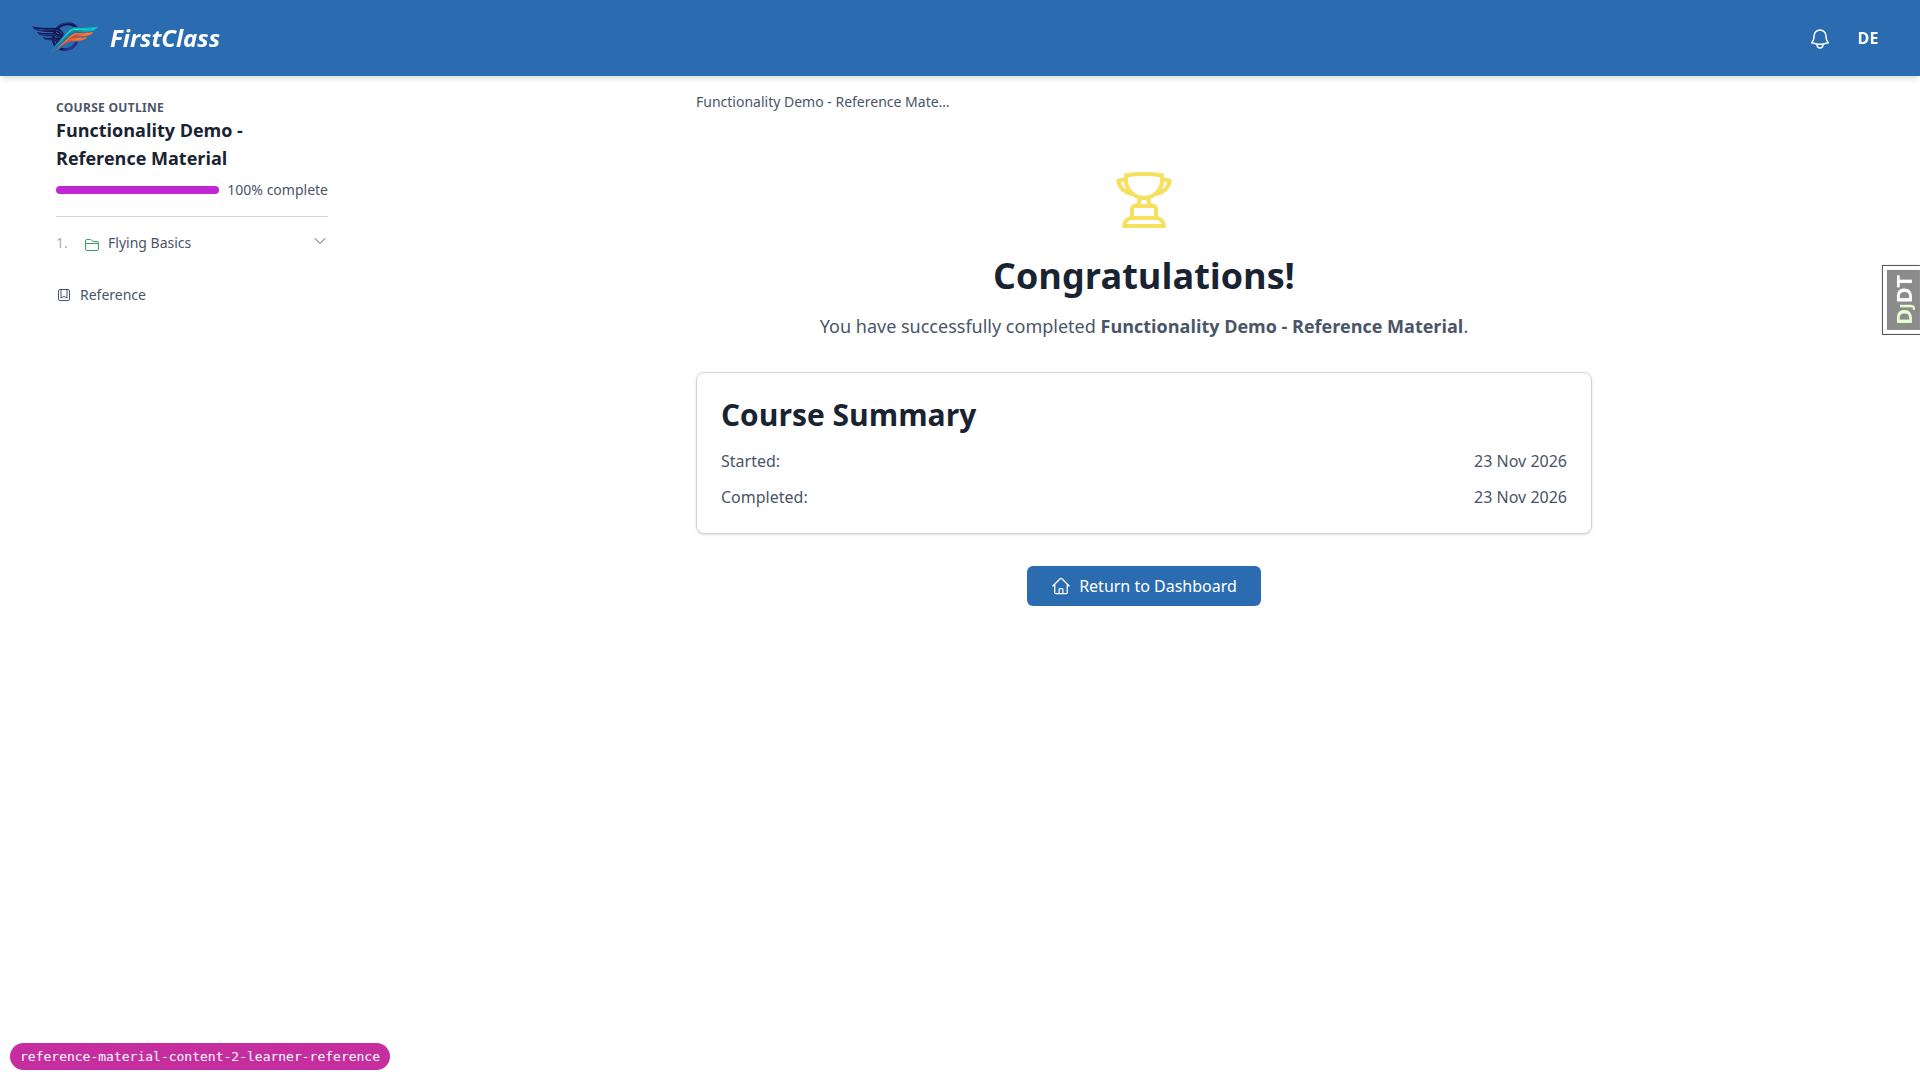 FirstClass
DE
COURSE OUTLINE
Functionality Demo -
Reference Material
100% complete
1. Flying Basics
Reference
Functionality Demo - Reference Mate...
Congratulations!
You have successfully completed Functionality Demo - Reference Material.
Course Summary
Started: 23 Nov 2026
Completed: 23 Nov 2026
Return to Dashboard
DJDT
reference-material-content-2-learner-reference